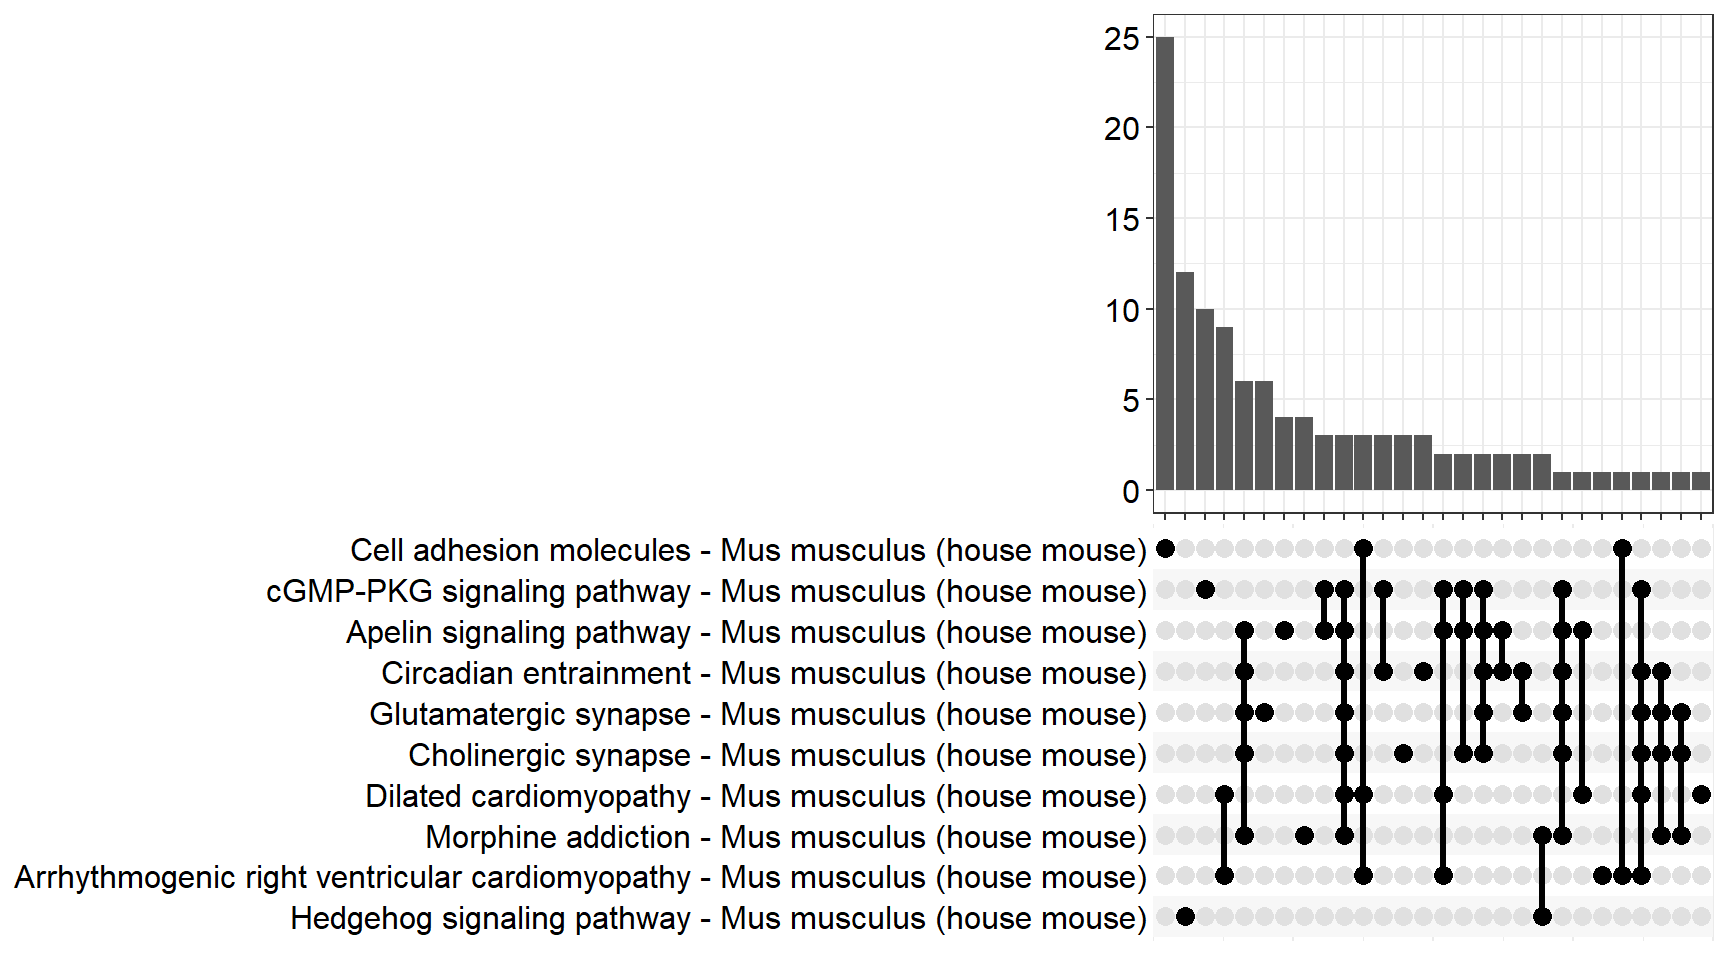 25
20
15
10
5
0
Cell adhesion molecules - Mus musculus (house mouse)
cGMP-PKG signaling pathway - Mus musculus (house mouse)
Apelin signaling pathway - Mus musculus (house mouse)
Circadian entrainment - Mus musculus (house mouse)
Glutamatergic synapse - Mus musculus (house mouse)
Cholinergic synapse - Mus musculus (house mouse)
Dilated cardiomyopathy - Mus musculus (house mouse)
Morphine addiction - Mus musculus (house mouse)
Arrhythmogenic right ventricular cardiomyopathy - Mus musculus (house mouse)
Hedgehog signaling pathway - Mus musculus (house mouse)